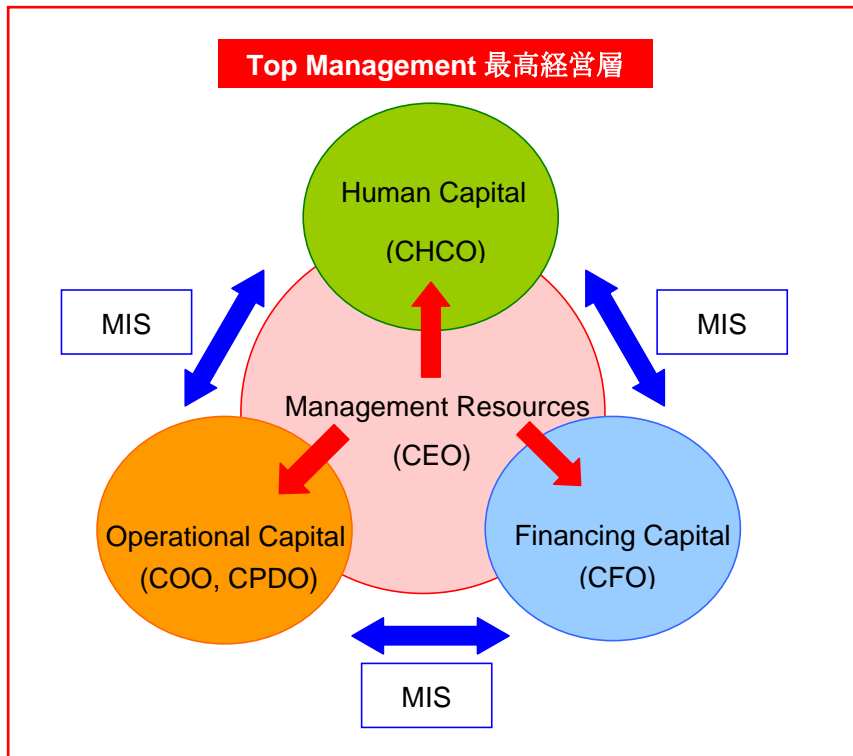 Top Management 最高経営層
Human Capital
(CHCO)
MIS
MIS
Management Resources
(CEO)
Operational Capital
(COO, CPDO)
Financing Capital
(CFO)
MIS